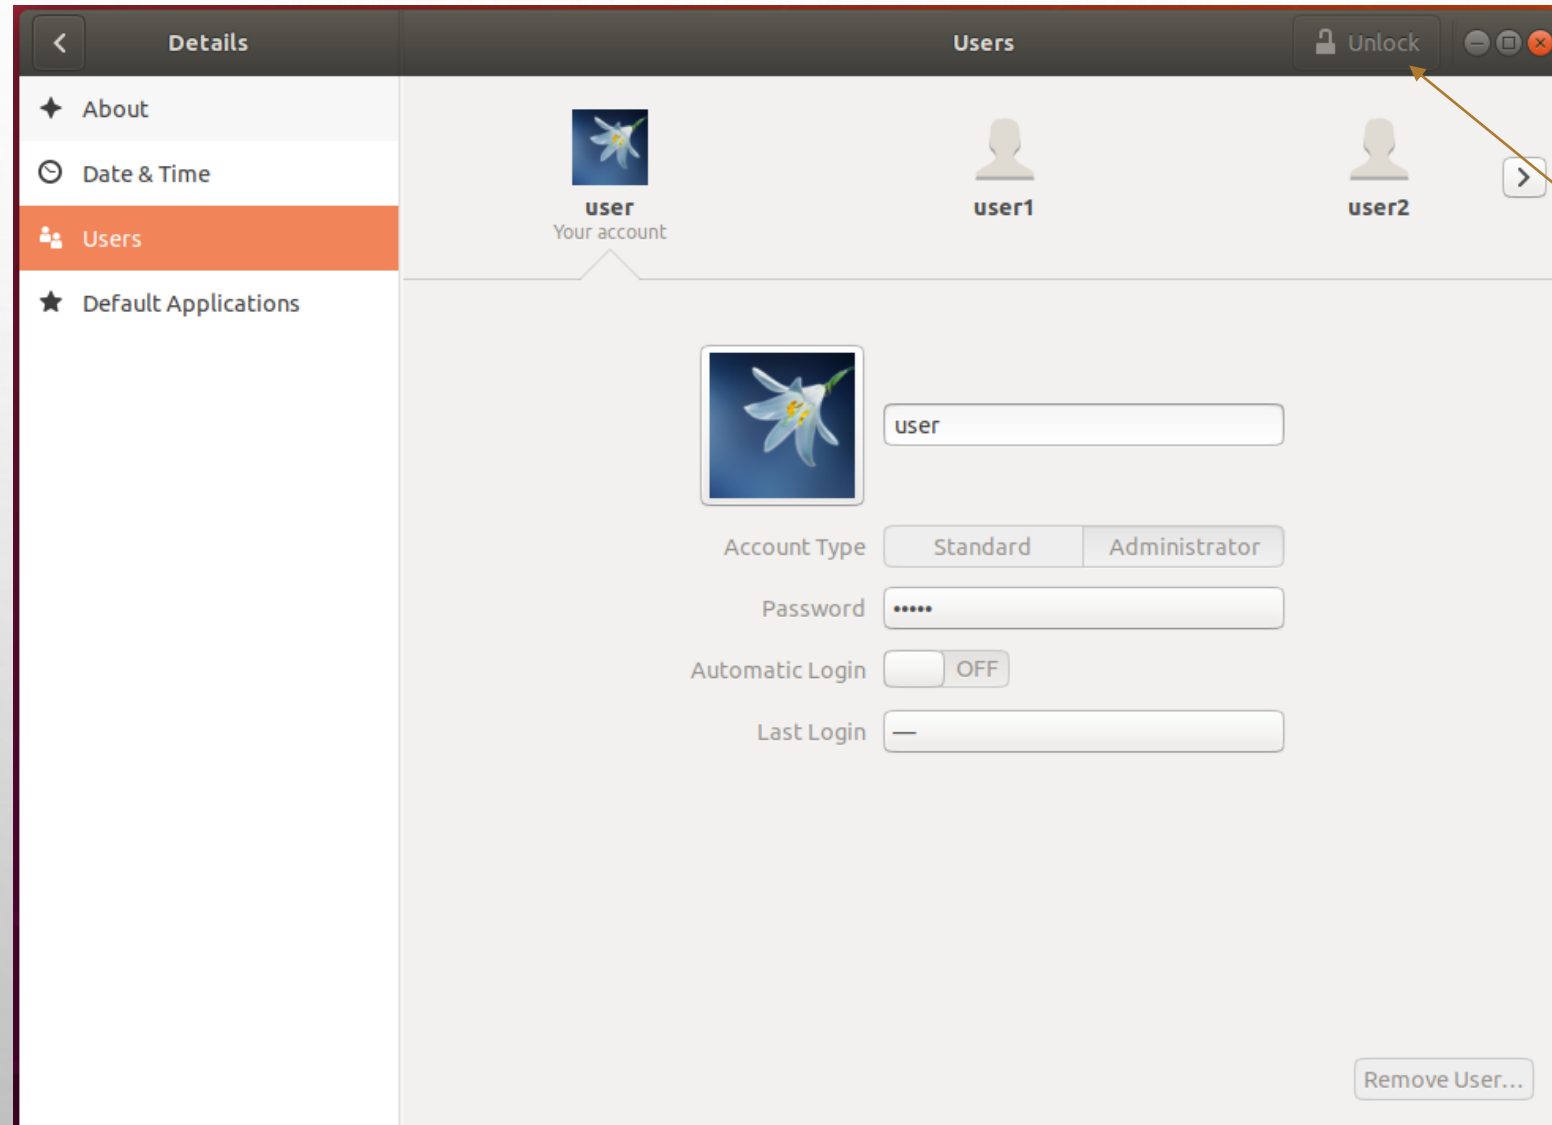 Details
Users
Unlock
About
Date & Time
Users
Default Applications
user
Your account
user1
user2
user
Account Type
Standard
Administrator
Password
•••••
Automatic Login
OFF
Last Login
—
Remove User...